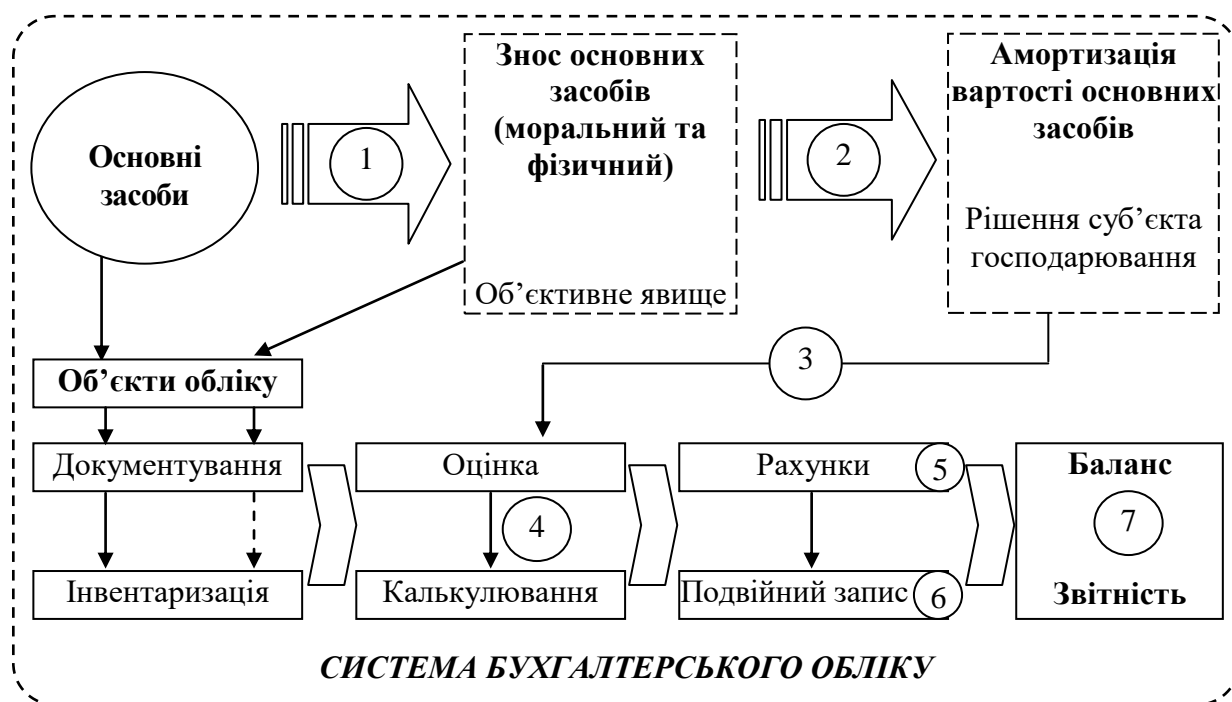 Основні
засоби
1
Знос основних
засобів
(моральний та
фізичний)
Об’єктивне явище
2
Амортизація
вартості основних
засобів
Рішення суб’єкта
господарювання
3
Об’єкти обліку
Документування
Інвентаризація
Оцінка
4
Калькулювання
Рахунки
5
Подвійний запис
6
Баланс
7
Звітність
СИСТЕМА БУХГАЛТЕРСЬКОГО ОБЛІКУ